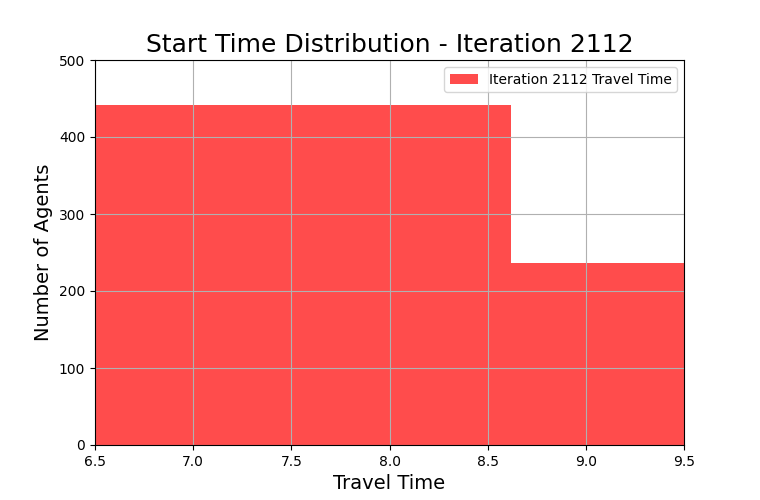 Start Time Distribution - Iteration 2112
Iteration 2112 Travel Time
Number of Agents
500
400
300
200
100
0
6.5 7.0 7.5 8.0 8.5 9.0 9.5
Travel Time